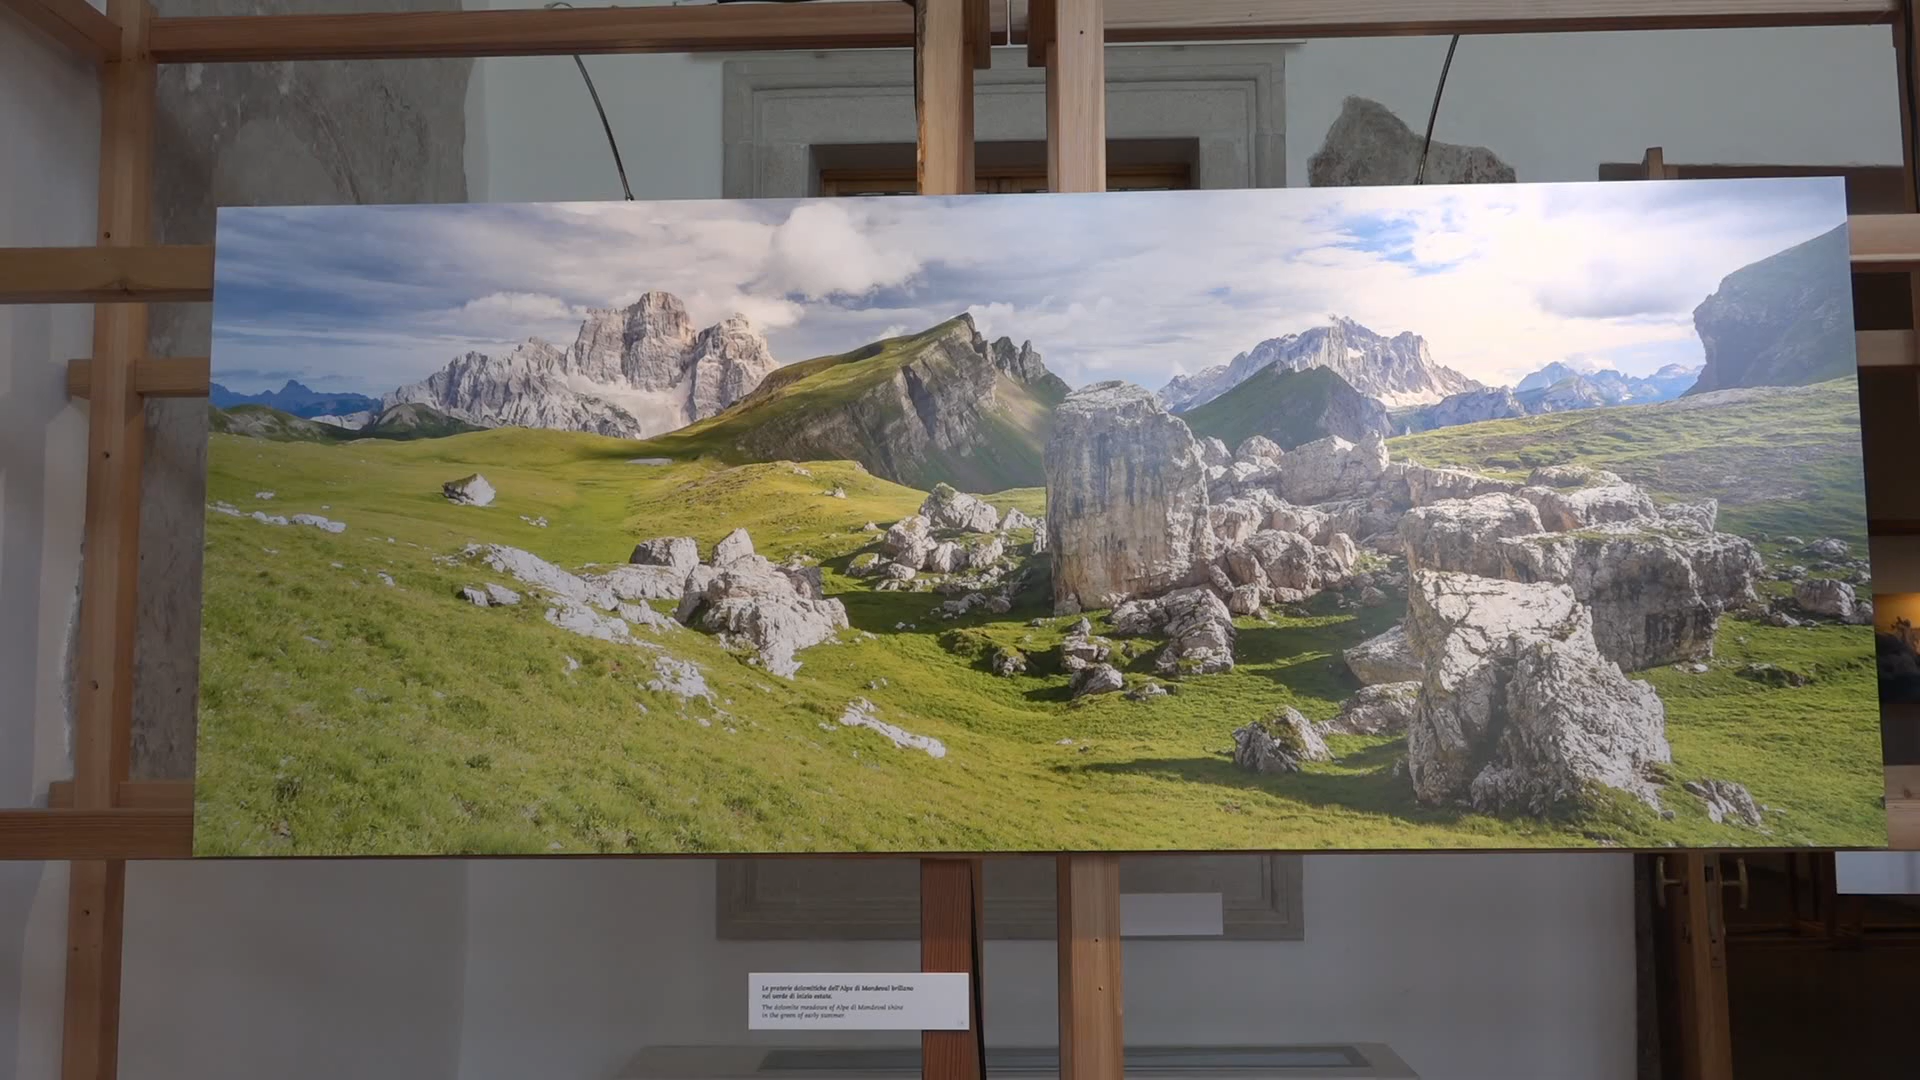 Le praterie dolomitiche dell'Alpe di Mondeval brillano
nel verde di inizio estate.
The dolomite meadows of Alpe di Mondeval shine
in the green of early summer.